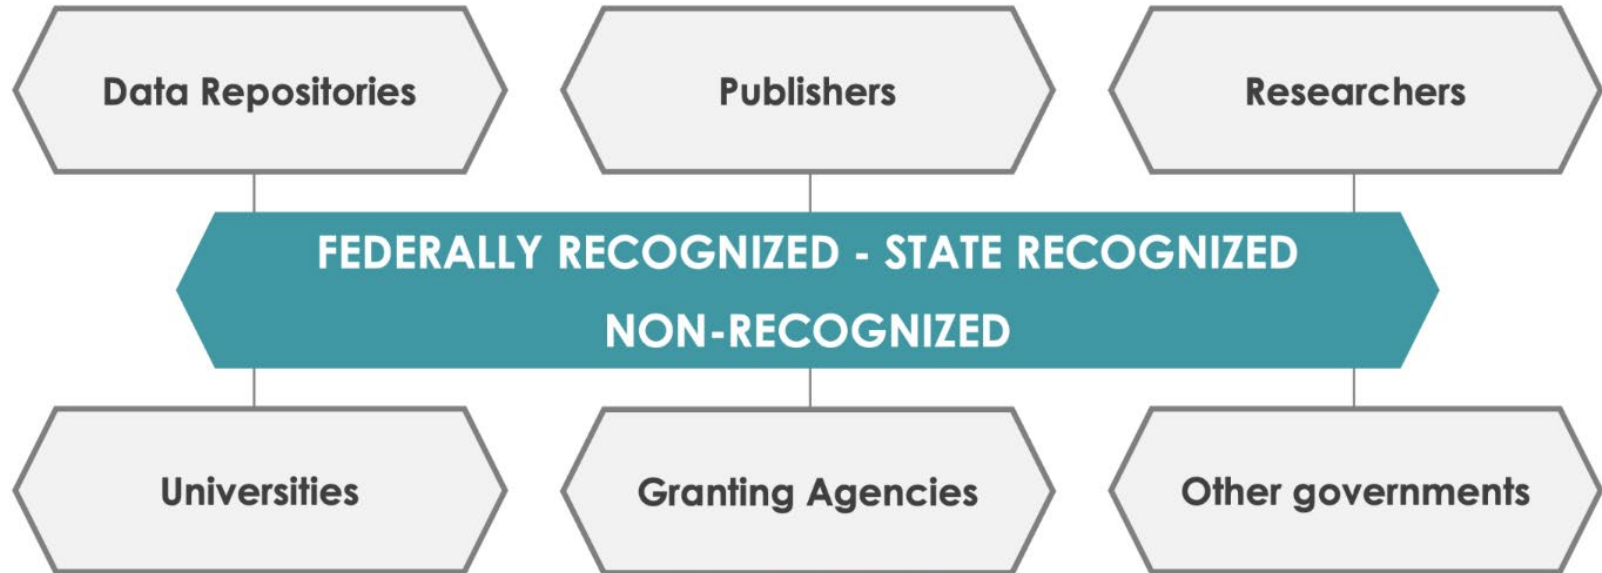 Data Repositories
Publishers
Researchers
FEDERALLY RECOGNIZED - STATE RECOGNIZED
NON-RECOGNIZED
Universities
Granting Agencies
Other governments